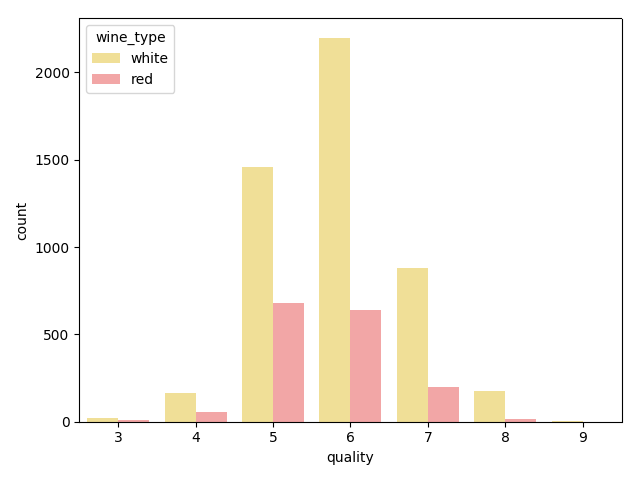 wine_type
white
red
2000
1500
1000
500
0
count
3 4 5 6 7 8 9
quality